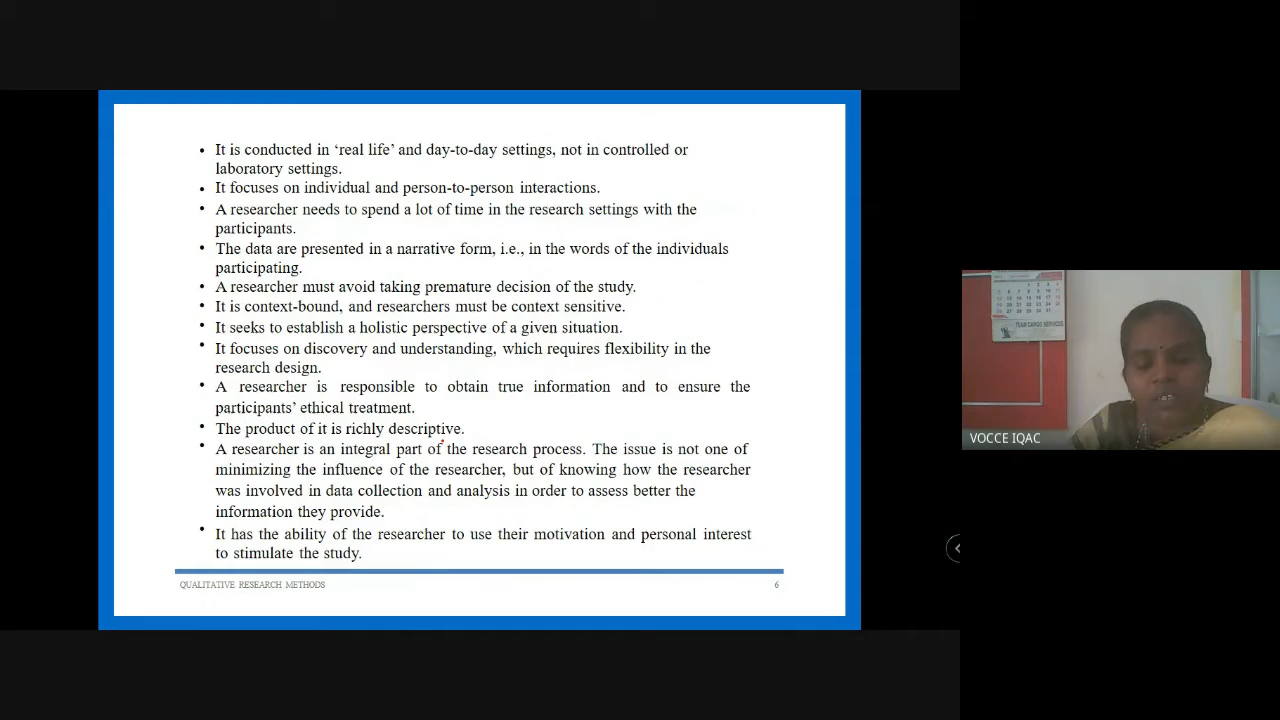 • It is conducted in ‘real life’ and day-to-day settings, not in controlled or
laboratory settings.
• It focuses on individual and person-to-person interactions.
• A researcher needs to spend a lot of time in the research settings with the
participants.
• The data are presented in a narrative form, i.e., in the words of the individuals
participating.
• A researcher must avoid taking premature decision of the study.
• It is context-bound, and researchers must be context sensitive.
• It seeks to establish a holistic perspective of a given situation.
• It focuses on discovery and understanding, which requires flexibility in the
research design.
• A researcher is responsible to obtain true information and to ensure the
participants’ ethical treatment.
• The product of it is richly descriptive.
• A researcher is an integral part of the research process. The issue is not one of
minimizing the influence of the researcher, but of knowing how the researcher
was involved in data collection and analysis in order to assess better the
information they provide.
• It has the ability of the researcher to use their motivation and personal interest
to stimulate the study.
QUALITATIVE RESEARCH METHODS 6
TEAM CARGO SERVICES
VOCCE IQAC